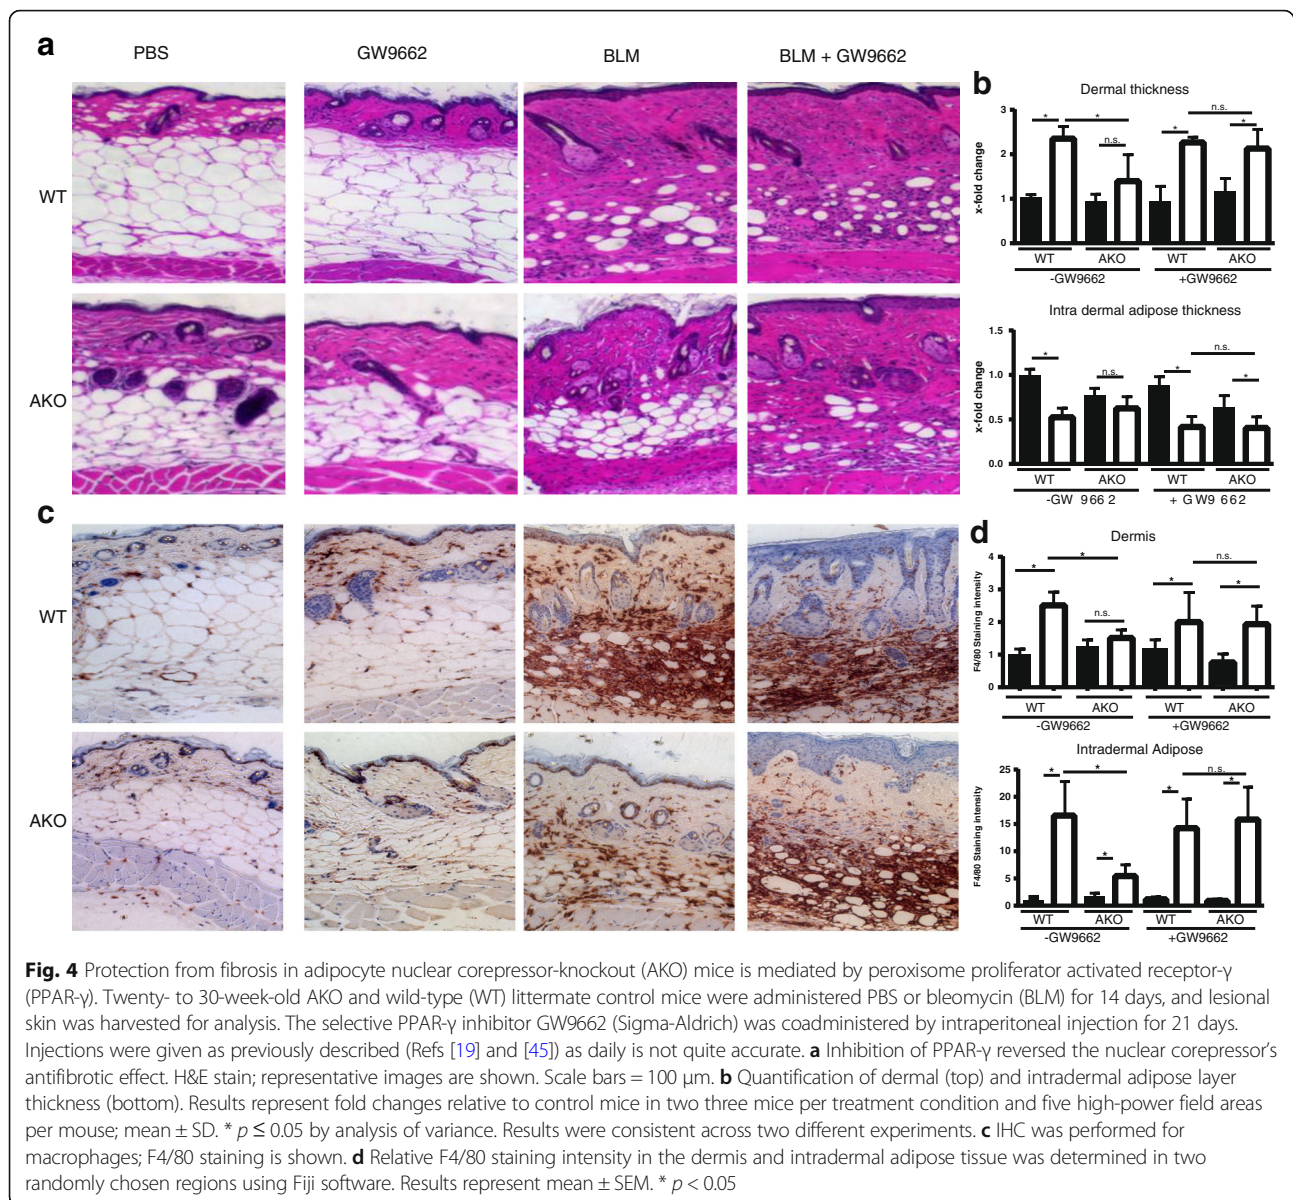 a
PBS
GW9662
BLM
BLM + GW9662
WT
AKO
b
Dermal thickness
x-fold change
3
2
1
0
*
*
n.s.
*
n.s.
*
WT
AKO
WT
AKO
-GW9662
+GW9662
Intra dermal adipose thickness
x-fold change
1.5
1.0
0.5
0.0
*
n.s.
*
n.s.
*
WT
AKO
WT
AKO
-GW 966 2
+ G W9 662
c
WT
AKO
d
Dermis
F4/80 Staining intensity
4
3
2
1
0
*
*
n.s.
*
n.s.
*
WT
AKO
WT
AKO
-GW9662
+GW9662
Intradermal Adipose
F4/80 Staining intensity
25
20
15
10
5
0
*
*
*
*
n.s.
*
WT
AKO
WT
AKO
-GW9662
+GW9662
Fig. 4 Protection from fibrosis in adipocyte nuclear corepressor-knockout (AKO) mice is mediated by peroxisome proliferator activated receptor-γ
(PPAR-γ). Twenty- to 30-week-old AKO and wild-type (WT) littermate control mice were administered PBS or bleomycin (BLM) for 14 days, and lesional
skin was harvested for analysis. The selective PPAR-γ inhibitor GW9662 (Sigma-Aldrich) was coadministered by intraperitoneal injection for 21 days.
Injections were given as previously described (Refs [19] and [45]) as daily is not quite accurate. a Inhibition of PPAR-γ reversed the nuclear corepressor's
antifibrotic effect. H&E stain; representative images are shown. Scale bars = 100 μm. b Quantification of dermal (top) and intradermal adipose layer
thickness (bottom). Results represent fold changes relative to control mice in two three mice per treatment condition and five high-power field areas
per mouse; mean ± SD. * p ≤ 0.05 by analysis of variance. Results were consistent across two different experiments. c IHC was performed for
macrophages; F4/80 staining is shown. d Relative F4/80 staining intensity in the dermis and intradermal adipose tissue was determined in two
randomly chosen regions using Fiji software. Results represent mean ± SEM. * p < 0.05